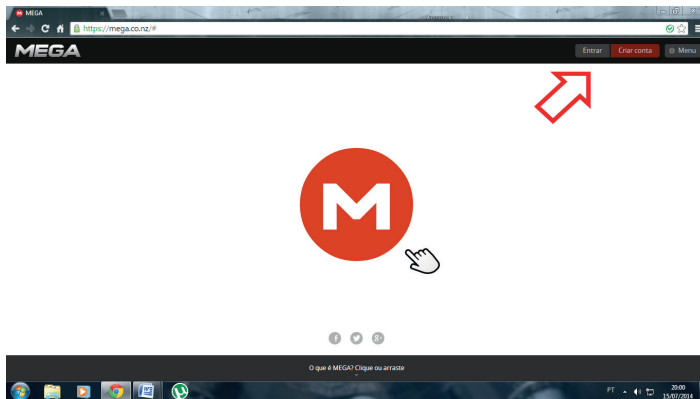 MEGA
https://mega.co.nz/#
MEGA
Entrar
Criar conta
Menu
M
O que é MEGA? Clique ou arraste
PT
20:00
15/07/2014